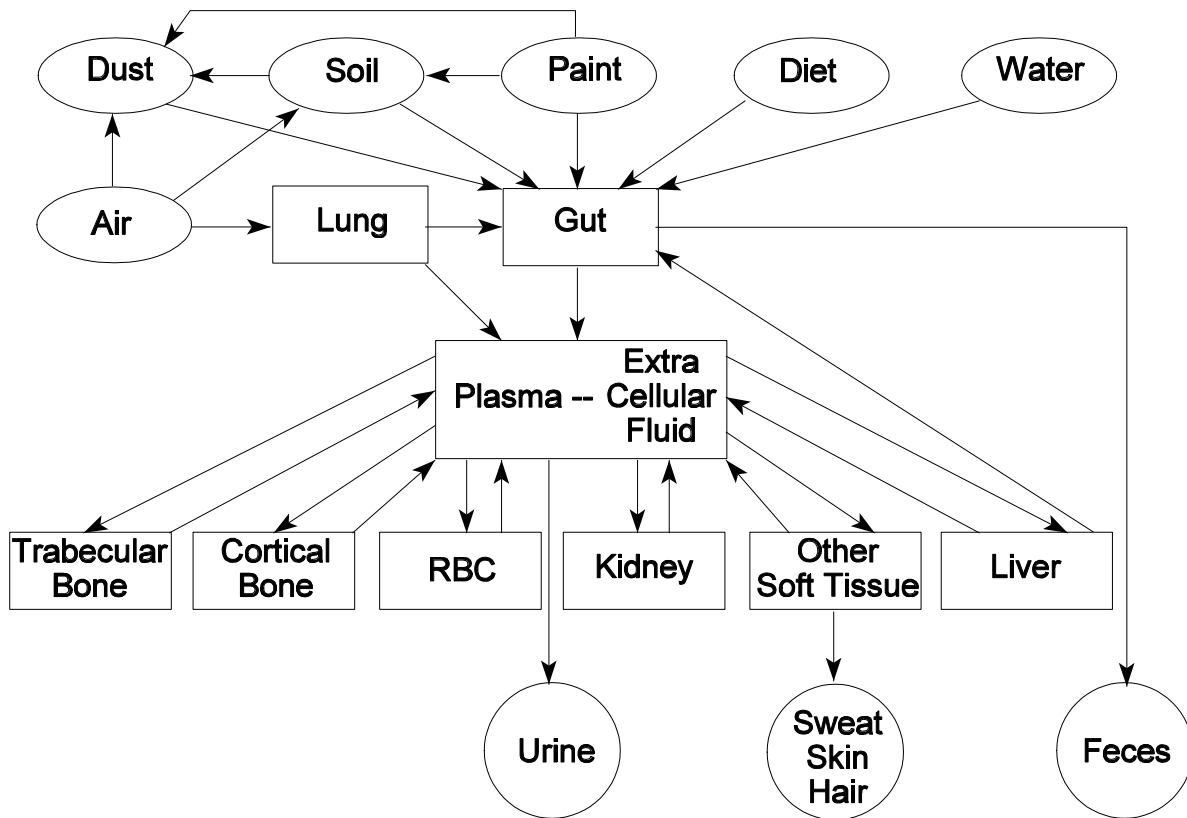 Dust
Soil
Paint
Diet
Water
Air
Lung
Gut
Extra
Plasma -- Cellular
Fluid
Trabecular
Bone
Cortical
Bone
RBC
Kidney
Other
Soft Tissue
Liver
Urine
Sweat
Skin
Hair
Feces